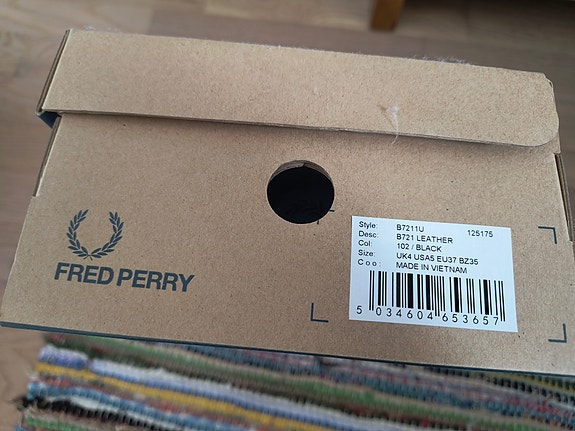 FRED PERRY
Style: B7211U 125175
Desc: B721 LEATHER
Col: 102 / BLACK
Size: UK4 USA5 EU37 BZ35
C o o : MADE IN VIETNAM
5 034604 653657